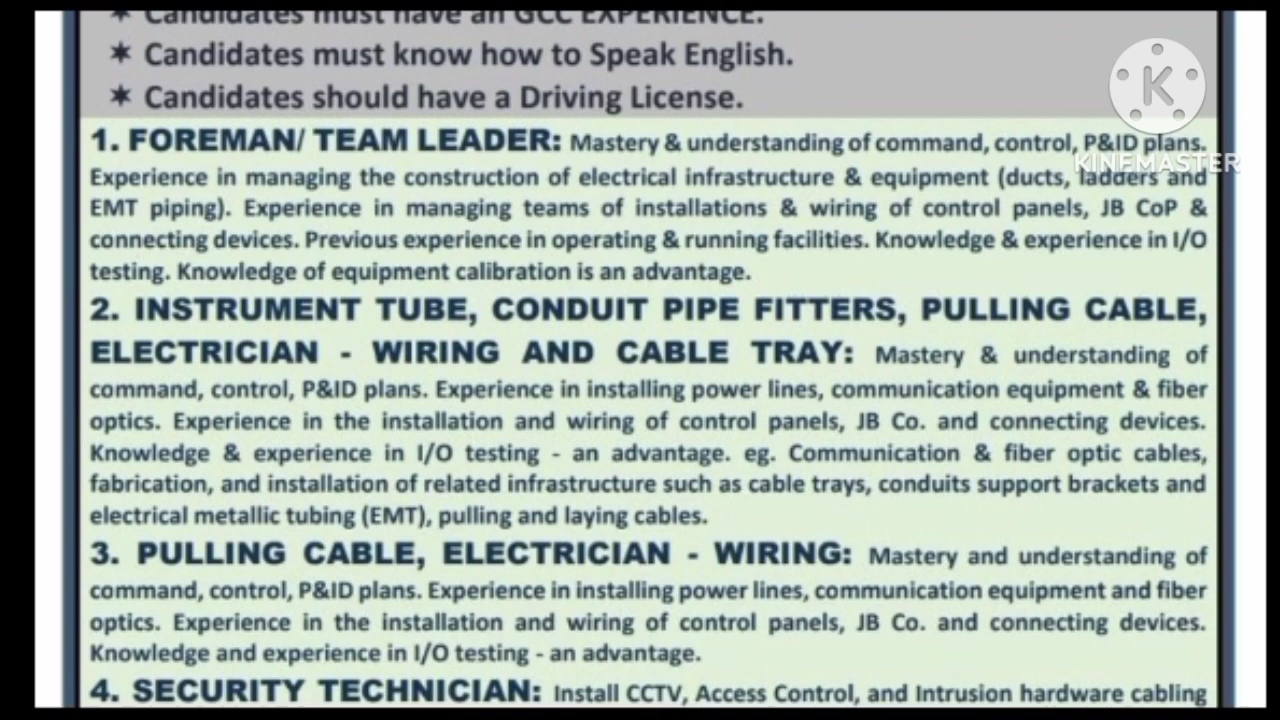 ✶ Candidates must have an GCC EXPERIENCE.
✶ Candidates must know how to Speak English.
✶ Candidates should have a Driving License.
1. FOREMAN/ TEAM LEADER: Mastery & understanding of command, control, P&ID plans.
Experience in managing the construction of electrical infrastructure & equipment (ducts, ladders and
EMT piping). Experience in managing teams of installations & wiring of control panels, JB CoP &
connecting devices. Previous experience in operating & running facilities. Knowledge & experience in I/O
testing. Knowledge of equipment calibration is an advantage.
2. INSTRUMENT TUBE, CONDUIT PIPE FITTERS, PULLING CABLE,
ELECTRICIAN - WIRING AND CABLE TRAY: Mastery & understanding of
command, control, P&ID plans. Experience in installing power lines, communication equipment & fiber
optics. Experience in the installation and wiring of control panels, JB Co. and connecting devices.
Knowledge & experience in I/O testing - an advantage. eg. Communication & fiber optic cables,
fabrication, and installation of related infrastructure such as cable trays, conduits support brackets and
electrical metallic tubing (EMT), pulling and laying cables.
3. PULLING CABLE, ELECTRICIAN - WIRING: Mastery and understanding of
command, control, P&ID plans. Experience in installing power lines, communication equipment and fiber
optics. Experience in the installation and wiring of control panels, JB Co. and connecting devices.
Knowledge and experience in I/O testing - an advantage.
4. SECURITY TECHNICIAN: Install CCTV, Access Control, and Intrusion hardware cabling
K
KINEMASTER